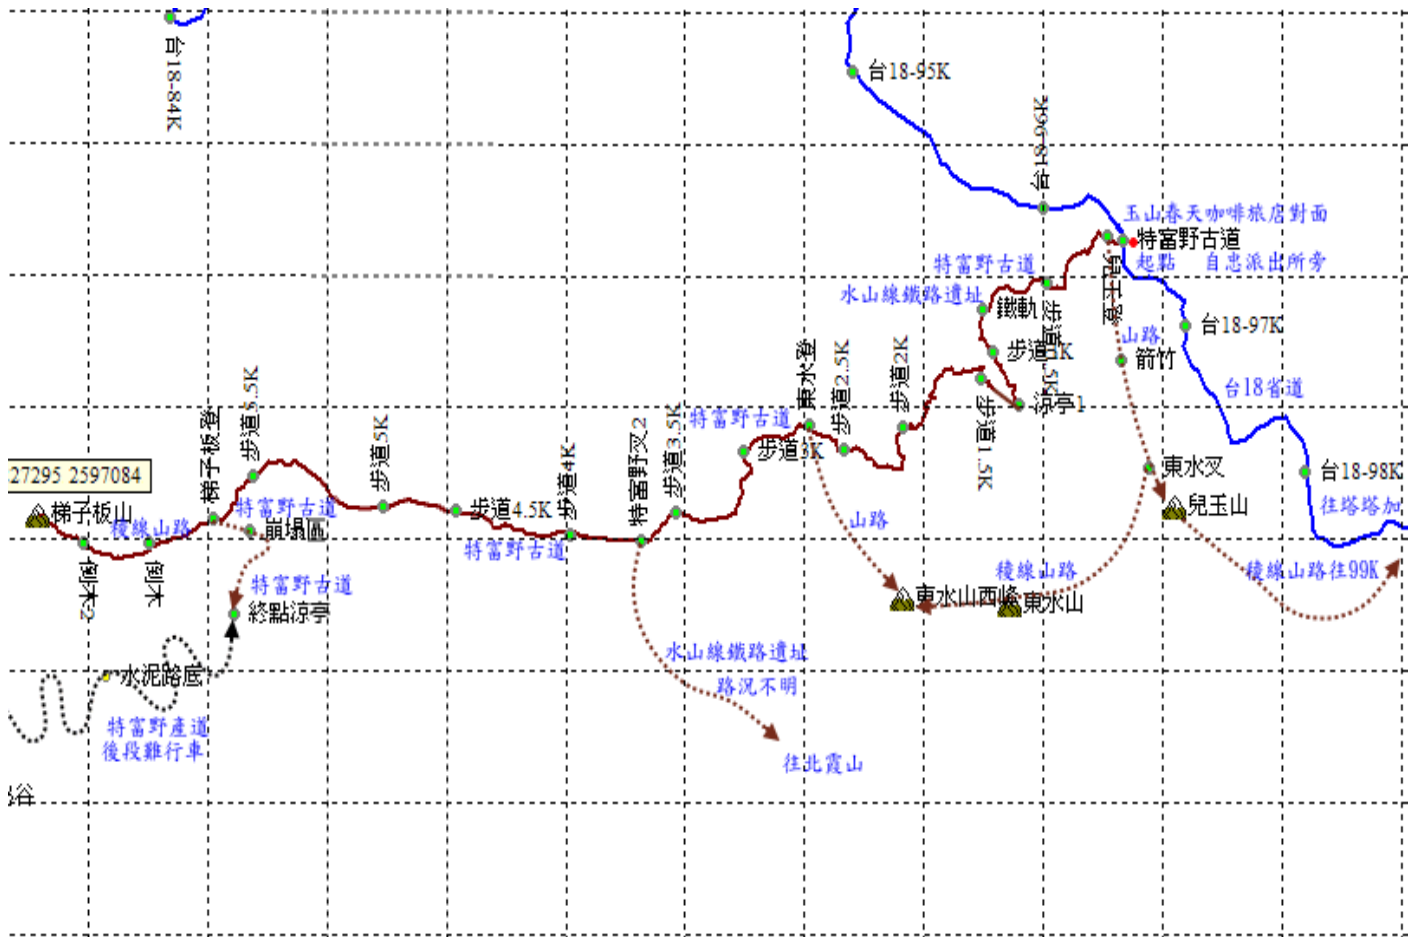 台18-84K
台18-95K
台18-96K
玉山春天咖啡旅店對面
特富野古道
起點
自忠派出所旁
特富野古道
水山線鐵路遺址
鐵軌
兒玉登
台18-97K
山路
箭竹
步道1K
步道.5K
涼亭1
台18省道
步道1.5K
步道2K
步道2.5K
東水登
特富野古道
步道3K
步道3.5K
特富野叉2
步道4K
步道4.5K
特富野古道
步道5K
步道5.5K
梯子板登
27295 2597084
梯子板山
稜線山路
特富野古道
崩塌區
倒木2
倒木
特富野古道
終點涼亭
水泥路底
特富野產道
後段難行車
山路
東水叉
兒玉山
台18-98K
往塔塔加
稜線山路
稜線山路往99K
東水山西峰
東水山
水山線鐵路遺址
路況不明
往北霞山
谷